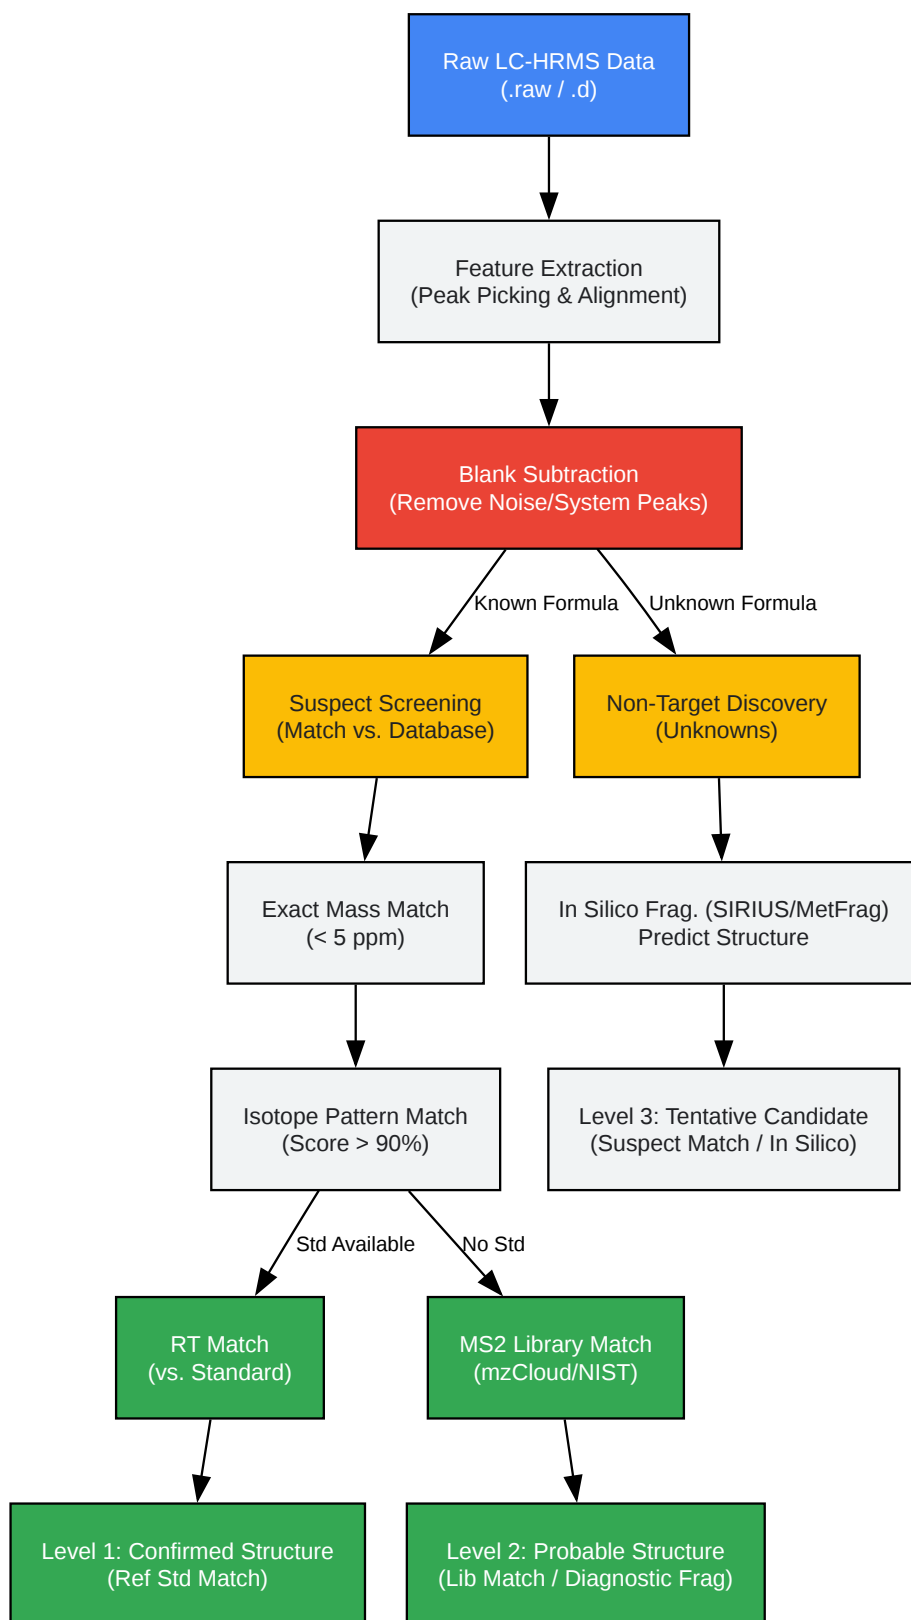 Raw LC-HRMS Data
(.raw / .d)
Feature Extraction
(Peak Picking & Alignment)
Blank Subtraction
(Remove Noise/System Peaks)
Known Formula
Unknown Formula
Suspect Screening
(Match vs. Database)
Non-Target Discovery
(Unknowns)
Exact Mass Match
(< 5 ppm)
In Silico Frag. (SIRIUS/MetFrag)
Predict Structure
Isotope Pattern Match
(Score > 90%)
Level 3: Tentative Candidate
(Suspect Match / In Silico)
Std Available
No Std
RT Match
(vs. Standard)
MS2 Library Match
(mzCloud/NIST)
Level 1: Confirmed Structure
(Ref Std Match)
Level 2: Probable Structure
(Lib Match / Diagnostic Frag)